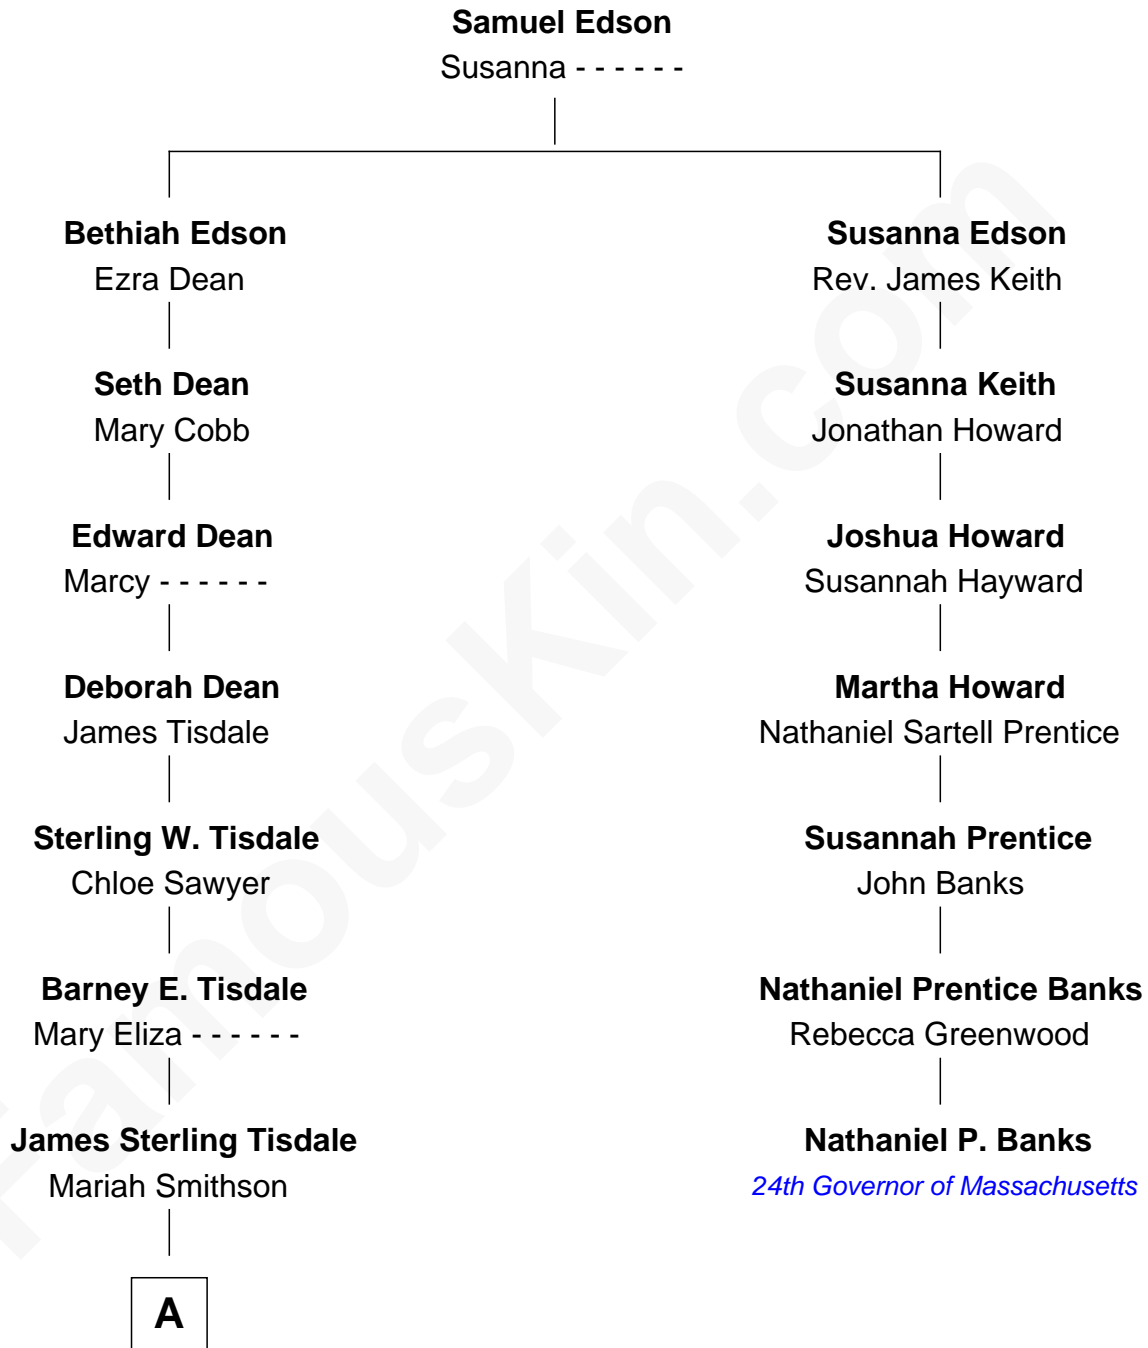 Samuel Edson
Susanna - - - - - -
Bethiah Edson
Ezra Dean
Susanna Edson
Rev. James Keith
Seth Dean
Mary Cobb
Susanna Keith
Jonathan Howard
Edward Dean
Marcy - - - - - -
Joshua Howard
Susannah Hayward
Deborah Dean
James Tisdale
Martha Howard
Nathaniel Sartell Prentice
Sterling W. Tisdale
Chloe Sawyer
Susannah Prentice
John Banks
Barney E. Tisdale
Mary Eliza - - - - - -
Nathaniel Prentice Banks
Rebecca Greenwood
James Sterling Tisdale
Mariah Smithson
Nathaniel P. Banks
24th Governor of Massachusetts
A
FamousKin.com